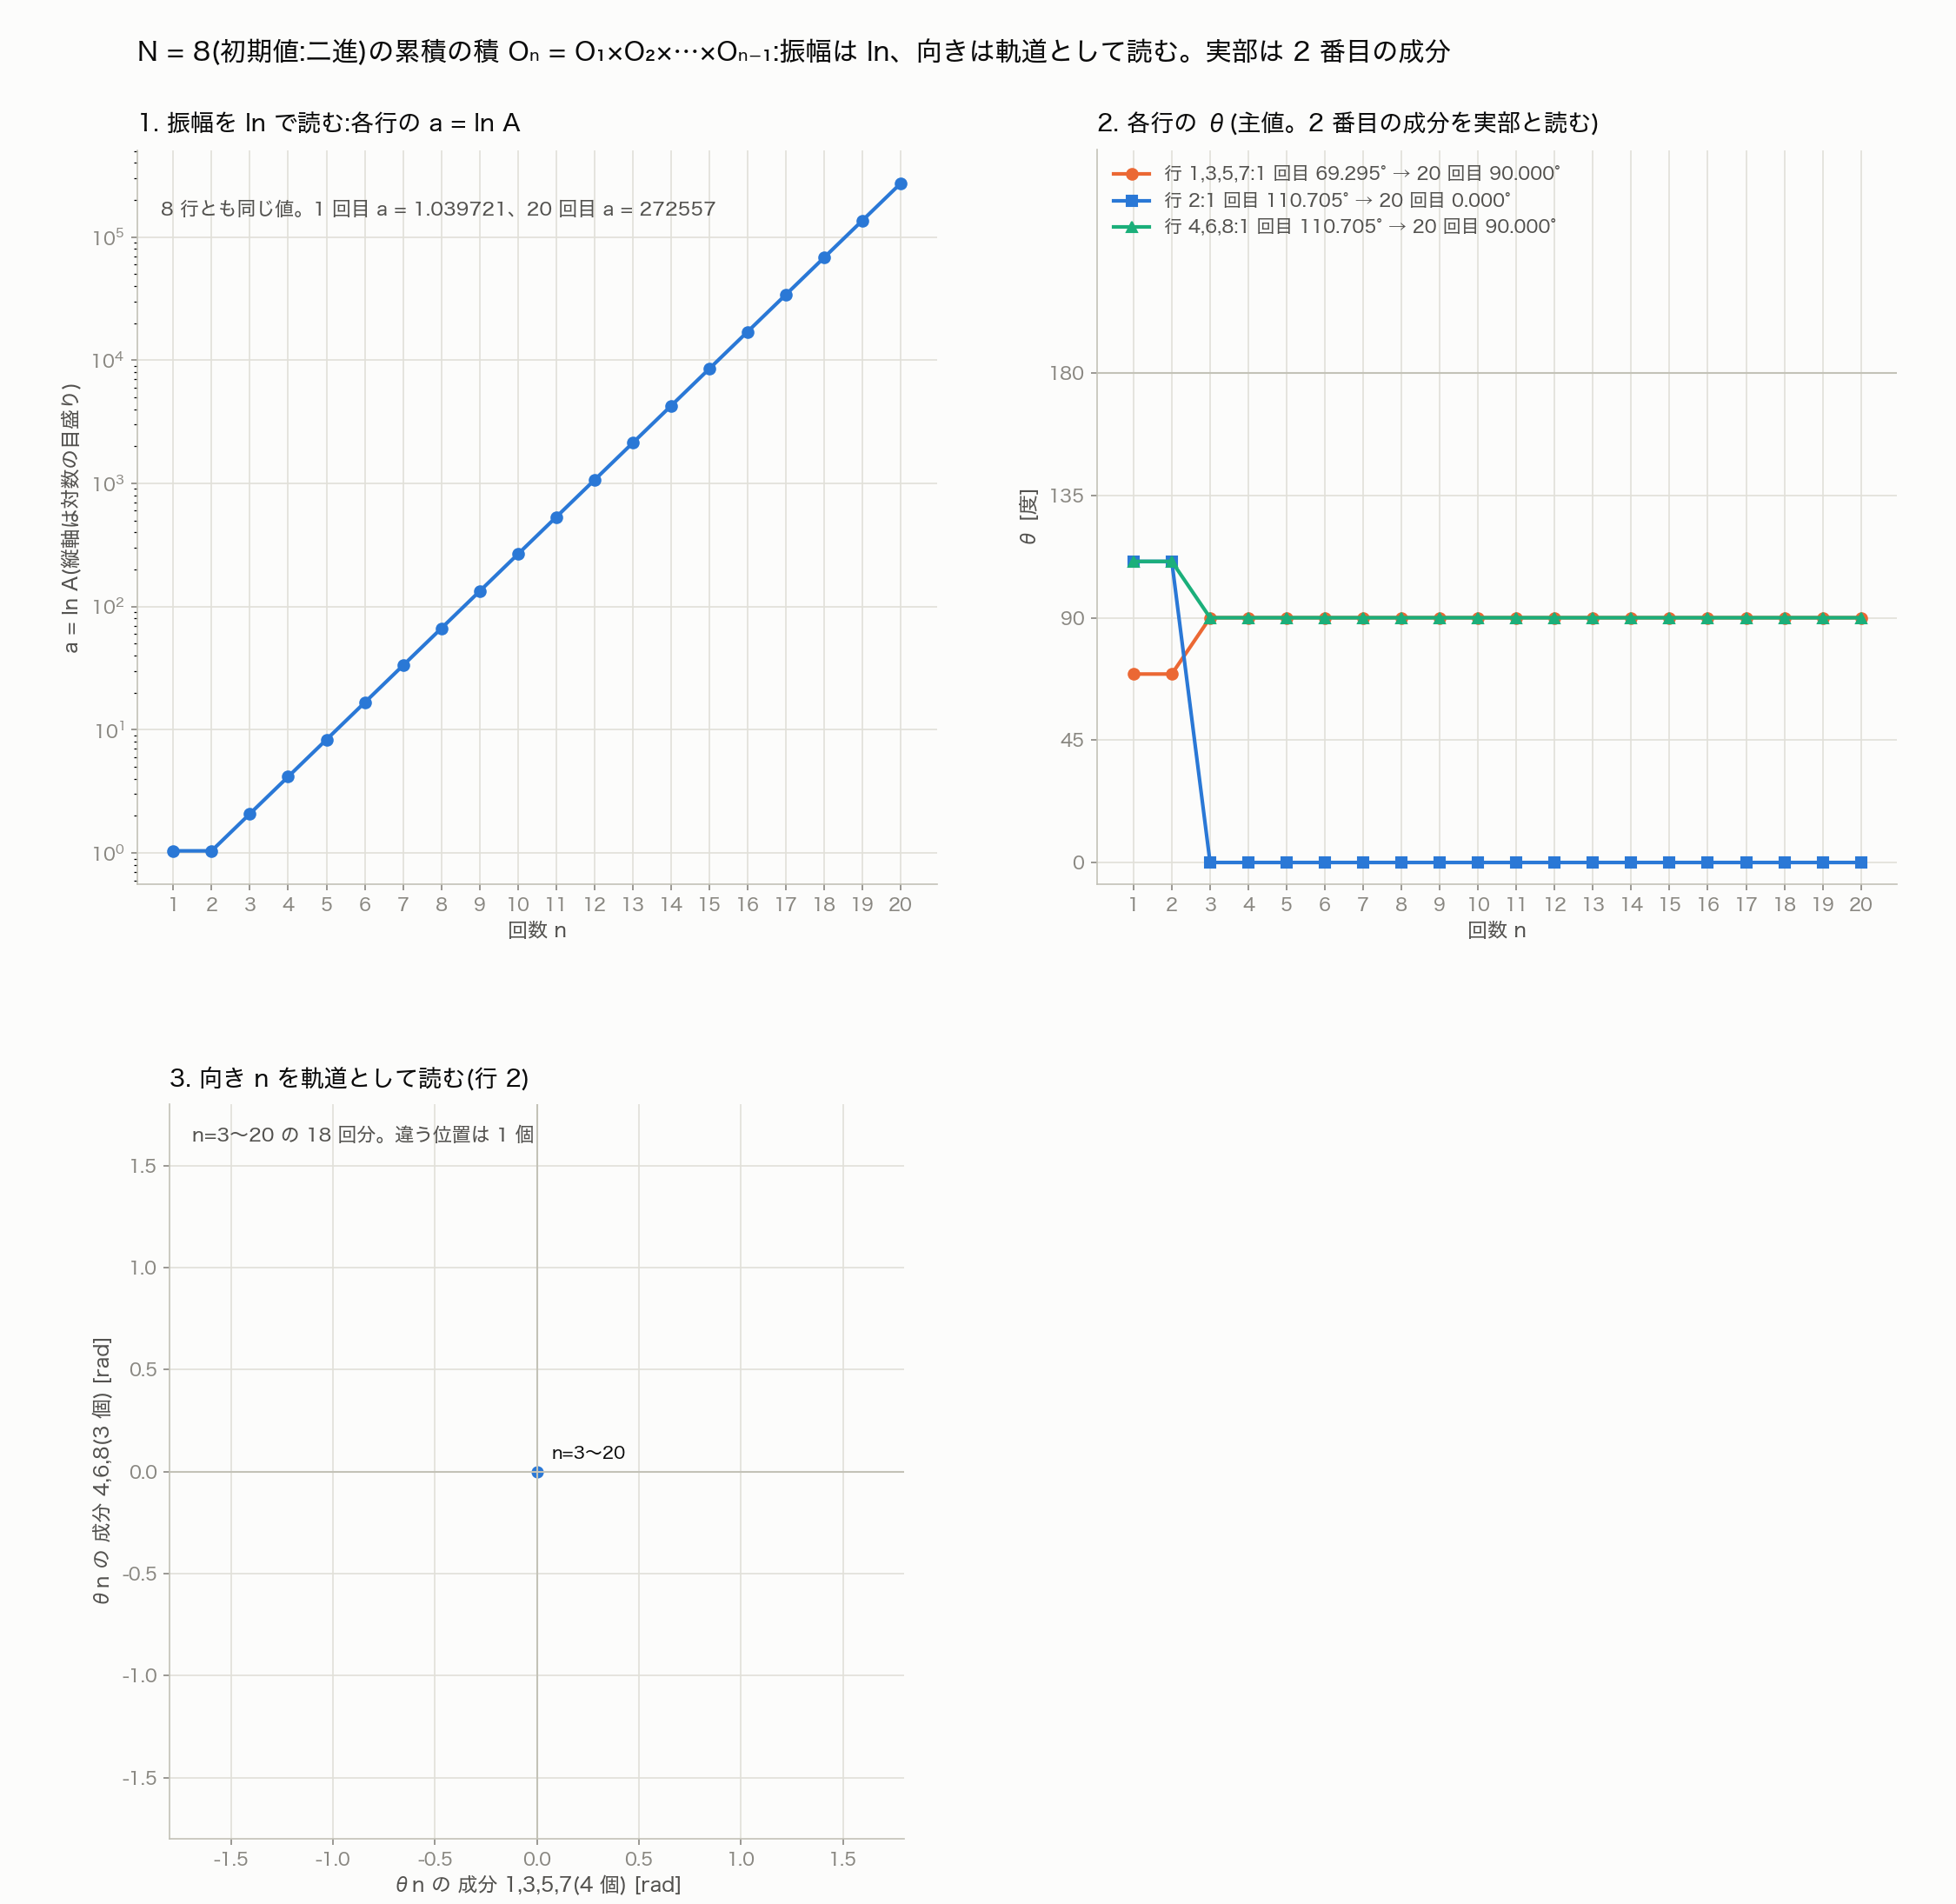 N = 8(初期値:二進)の累積の積 Oₙ = O₁×O₂×⋯×Oₙ₋₁:振幅は ln、向きは軌道として読む。実部は 2 番目の成分
1. 振幅を ln で読む:各行の a = ln A
8 行とも同じ値。1 回目 a = 1.039721、20 回目 a = 272557
a = ln A(縦軸は対数の目盛り)
10⁵
10⁴
10³
10²
10¹
10⁰
1 2 3 4 5 6 7 8 9 10 11 12 13 14 15 16 17 18 19 20
回数 n
2. 各行の θ(主値。2 番目の成分を実部と読む)
行 1,3,5,7:1 回目 69.295° → 20 回目 90.000°
行 2:1 回目 110.705° → 20 回目 0.000°
行 4,6,8:1 回目 110.705° → 20 回目 90.000°
θ [度]
180
135
90
45
0
1 2 3 4 5 6 7 8 9 10 11 12 13 14 15 16 17 18 19 20
回数 n
3. 向き n を軌道として読む(行 2)
n=3〜20 の 18 回分。違う位置は 1 個
θn の 成分 4,6,8(3 個) [rad]
1.5
1.0
0.5
0.0
-0.5
-1.0
-1.5
n=3〜20
-1.5 -1.0 -0.5 0.0 0.5 1.0 1.5
θn の 成分 1,3,5,7(4 個) [rad]